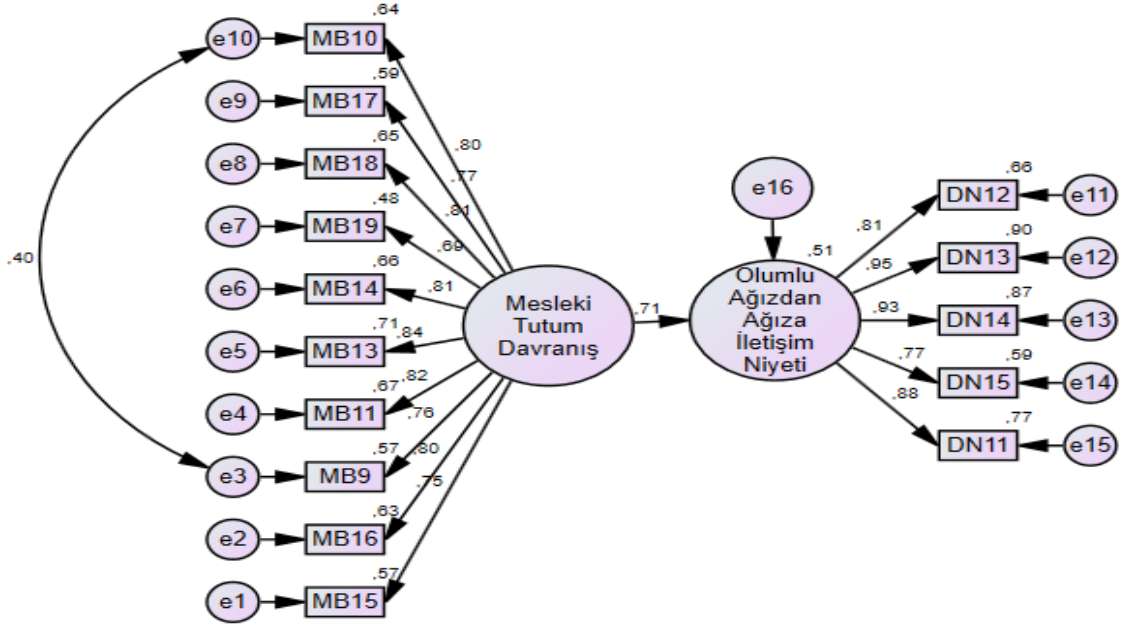 ,64
e10 MB10
,59
e9 MB17
,80
,65
e8 MB18
,77
,48
e7 MB19
,81
,69
,66
e6 MB14
,81
,40
,71
e5 MB13
,84
,67
e4 MB11
,82
,57
e3 MB9
,76
,63
e2 MB16
,80
,57
e1 MB15
,75
Mesleki
Tutum
Davranış
,71
e16
,51
Olumlu
Ağızdan
Ağıza
İletişim
Niyeti
,66
,81
DN12 e11
,90
,95
DN13 e12
,87
,93
DN14 e13
,59
,77
DN15 e14
,77
,88
DN11 e15